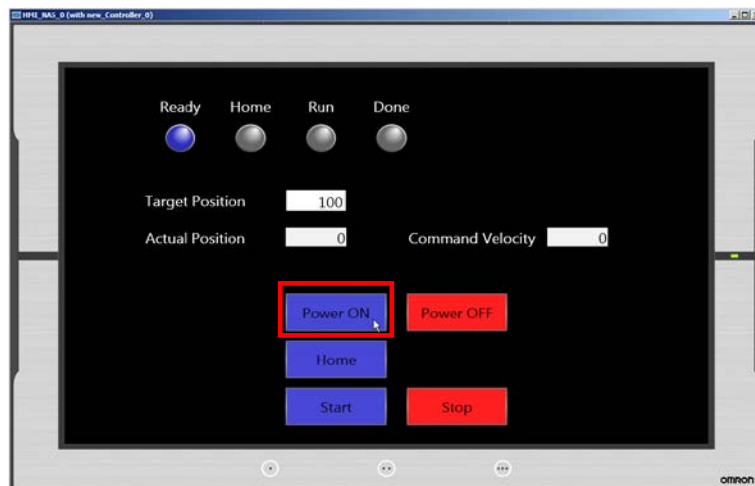 HMI_NA5_0 (with new_Controller_0)
Ready Home Run Done
Target Position 100
Actual Position 0 Command Velocity 0
Power ON Power OFF
Home
Start Stop
OMRON